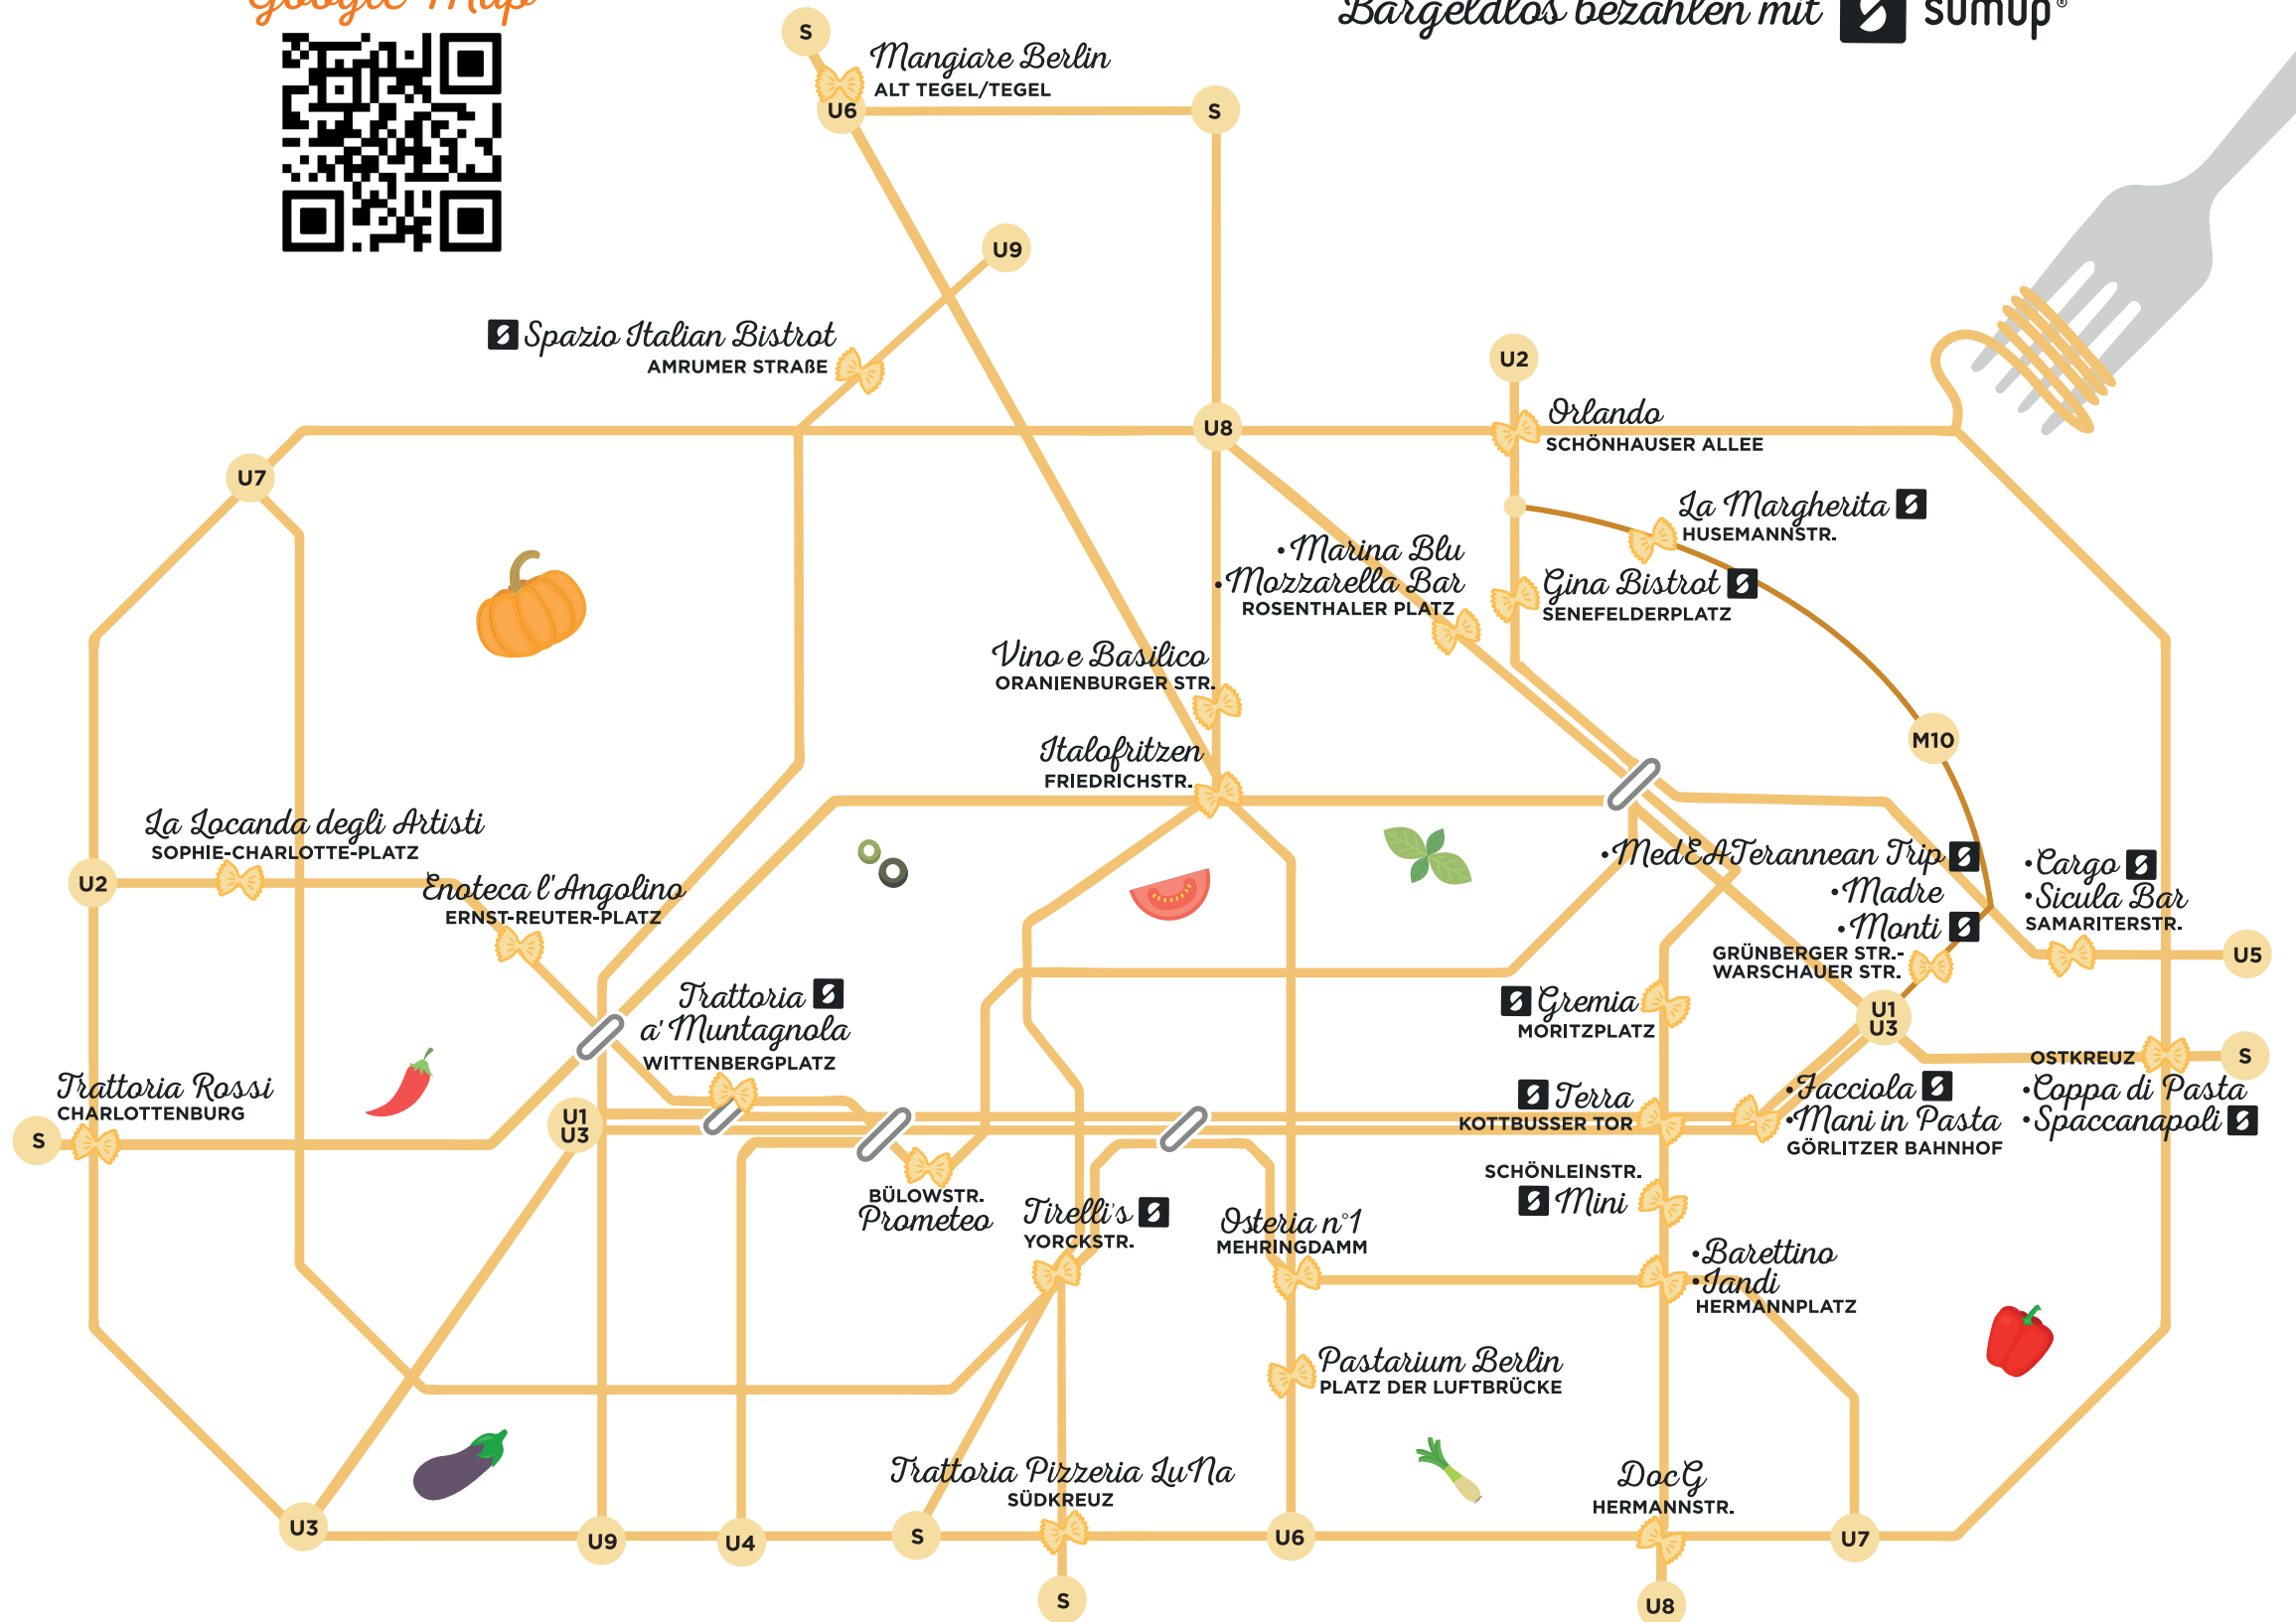 Google Map
Bargeldlos bezahlen mit sumup®
S
Mangiare Berlin
ALT TEGEL/TEGEL
U6
S
U9
Spazio Italian Bistrot
AMRUMER STRAßE
U2
Orlando
SCHÖNHAUSER ALLEE
U8
U7
La Margherita
HUSEMANNSTR.
•Marina Blu
•Mozzarella Bar
ROSENTHALER PLATZ
Gina Bistrot
SENEFELDERPLATZ
Vino e Basilico
ORANIENBURGER STR.
Italofritzen
FRIEDRICHSTR.
M10
La Locanda degli Artisti
SOPHIE-CHARLOTTE-PLATZ
U2
Enoteca l'Angolino
ERNST-REUTER-PLATZ
•MedEATerannean Trip
•Madre
•Monti
GRÜNBERGER STR.-
WARSCHAUER STR.
•Cargo
•Sicula Bar
SAMARITERSTR.
U5
Trattoria
a' Muntagnola
WITTENBERGPLATZ
Gremia
MORITZPLATZ
U1
U3
OSTKREUZ
S
•Coppa di Pasta
•Spaccanapoli
Trattoria Rossi
CHARLOTTENBURG
S
U1
U3
Terra
KOTTBUSSER TOR
•Facciola
•Mani in Pasta
GÖRLITZER BAHNHOF
SCHÖNLEINSTR.
Mini
BÜLOWSTR.
Prometeo
Tirelli's
YORCKSTR.
Osteria n°1
MEHRINGDAMM
•Barettino
•Jandi
HERMANNPLATZ
Pastarium Berlin
PLATZ DER LUFTBRÜCKE
Trattoria Pizzeria LuNa
SÜDKREUZ
DocG
HERMANNSTR.
U3
U9
U4
S
U6
U7
S
U8